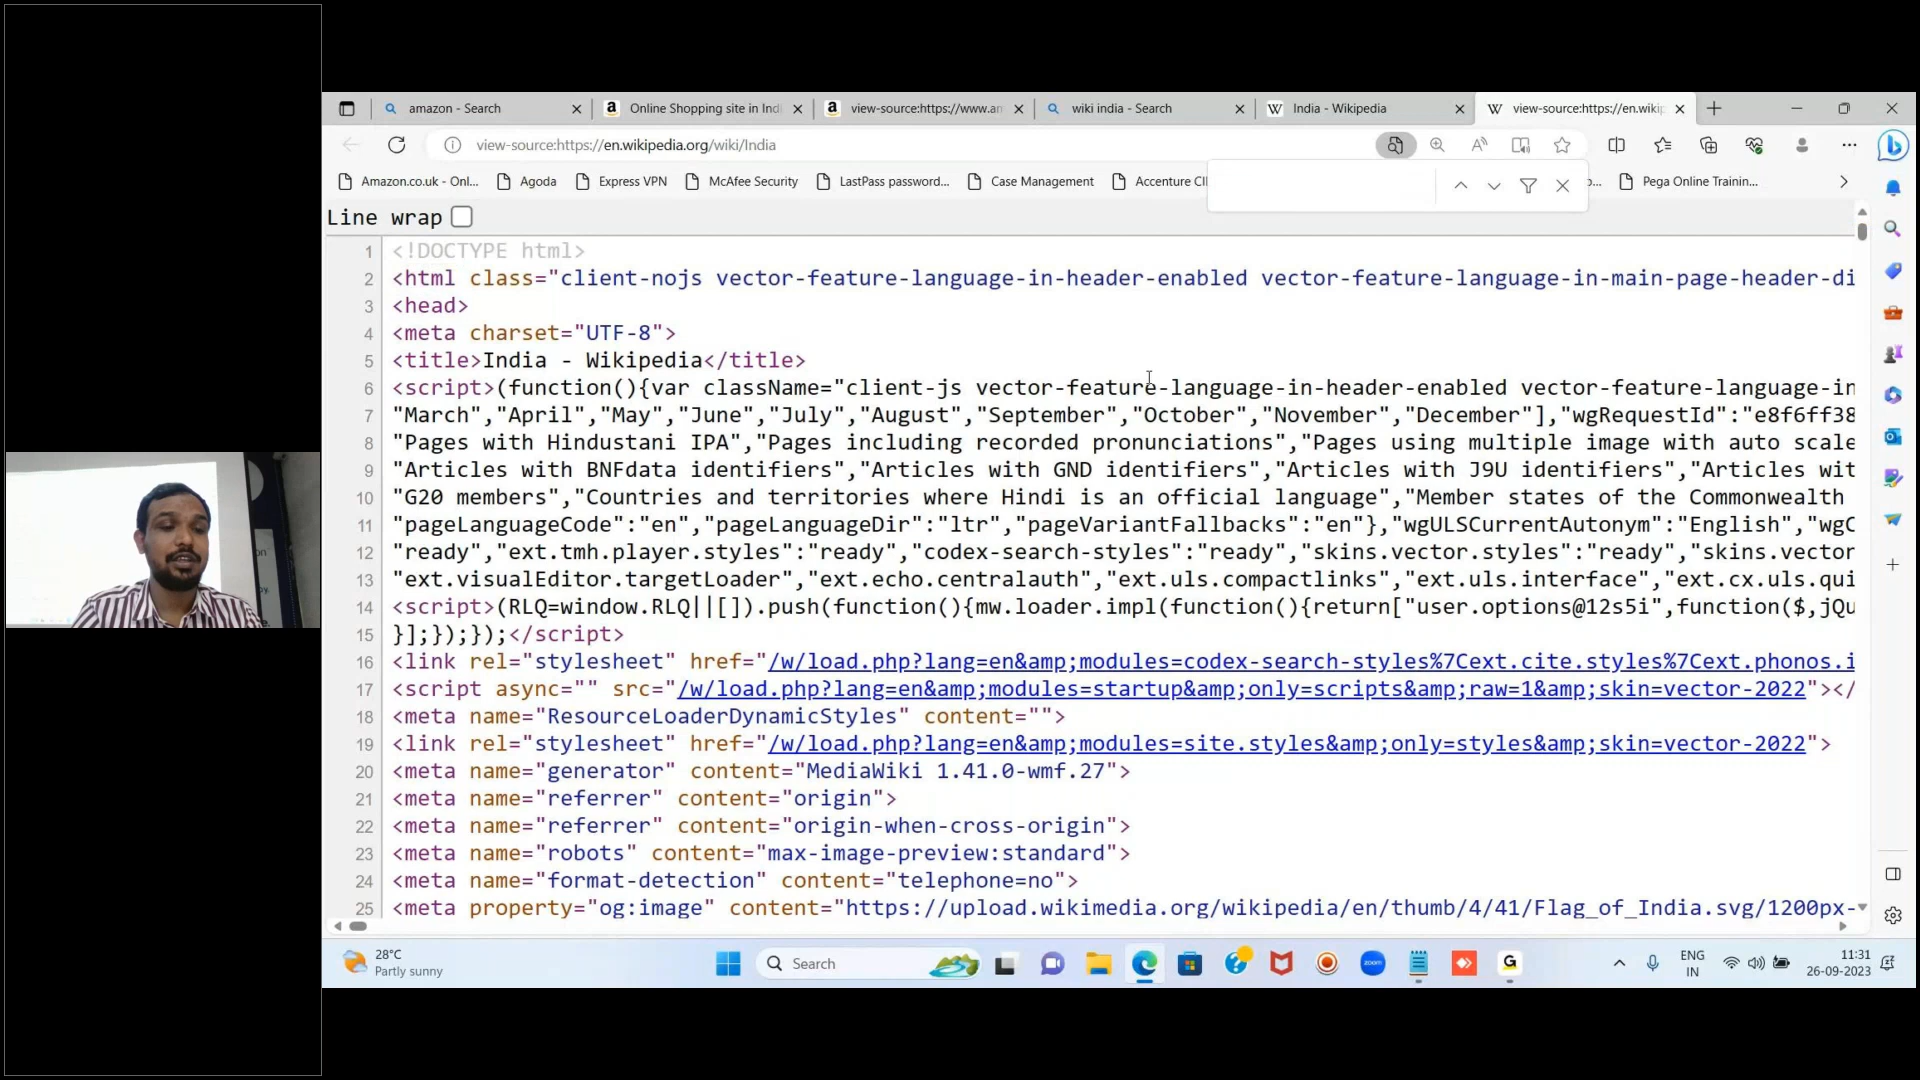 amazon - Search
Online Shopping site in Indi
view-source:https://www.am
wiki india - Search
India - Wikipedia
view-source:https://en.wikip
view-source:https://en.wikipedia.org/wiki/India
Amazon.co.uk - Onl...
Agoda
Express VPN
McAfee Security
LastPass password...
Case Management
Accenture CI
Pega Online Trainin...
Line wrap
1 <!DOCTYPE html>
2 <html class="client-nojs vector-feature-language-in-header-enabled vector-feature-language-in-main-page-header-di
3 <head>
4 <meta charset="UTF-8">
5 <title>India - Wikipedia</title>
6 <script>(function(){var className="client-js vector-feature-language-in-header-enabled vector-feature-language-in
7 "March","April","May","June","July","August","September","October","November","December"],"wgRequestId":"e8f6ff38
8 "Pages with Hindustani IPA","Pages including recorded pronunciations","Pages using multiple image with auto scale
9 "Articles with BNFdata identifiers","Articles with GND identifiers","Articles with J9U identifiers","Articles wit
10 "G20 members","Countries and territories where Hindi is an official language","Member states of the Commonwealth
11 "pageLanguageCode":"en","pageLanguageDir":"ltr","pageVariantFallbacks":"en"},"wgULSCurrentAutonym":"English","wgC
12 "ready","ext.tmh.player.styles":"ready","codex-search-styles":"ready","skins.vector.styles":"ready","skins.vector
13 "ext.visualEditor.targetLoader","ext.echo.centralauth","ext.uls.compactlinks","ext.uls.interface","ext.cx.uls.qui
14 <script>(RLQ=window.RLQ||[]).push(function(){mw.loader.impl(function(){return["user.options@12s5i",function($,jQu
15 }];});});</script>
16 <link rel="stylesheet" href="/w/load.php?lang=en&amp;modules=codex-search-styles%7Cext.cite.styles%7Cext.phonos.i
17 <script async="" src="/w/load.php?lang=en&amp;modules=startup&amp;only=scripts&amp;raw=1&amp;skin=vector-2022"></
18 <meta name="ResourceLoaderDynamicStyles" content="">
19 <link rel="stylesheet" href="/w/load.php?lang=en&amp;modules=site.styles&amp;only=styles&amp;skin=vector-2022">
20 <meta name="generator" content="MediaWiki 1.41.0-wmf.27">
21 <meta name="referrer" content="origin">
22 <meta name="referrer" content="origin-when-cross-origin">
23 <meta name="robots" content="max-image-preview:standard">
24 <meta name="format-detection" content="telephone=no">
25 <meta property="og:image" content="https://upload.wikimedia.org/wikipedia/en/thumb/4/41/Flag_of_India.svg/1200px-
28°C
Partly sunny
Search
zoom
ENG
IN
11:31
26-09-2023